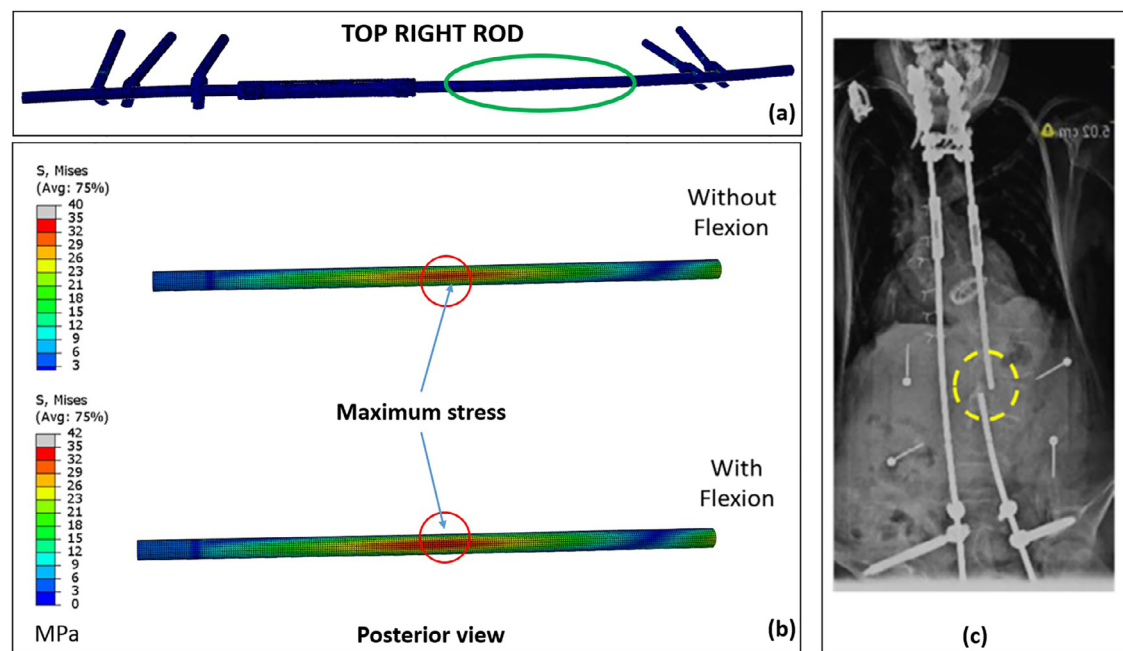 TOP RIGHT ROD
(a)
S, Mises
(Avg: 75%)
40
35
32
29
26
23
21
18
15
12
9
6
3
Without
Flexion
Maximum stress
S, Mises
(Avg: 75%)
42
35
32
29
26
23
20
18
15
12
9
6
3
0
With
Flexion
MPa
Posterior view
(b)
5.02 cm
(c)